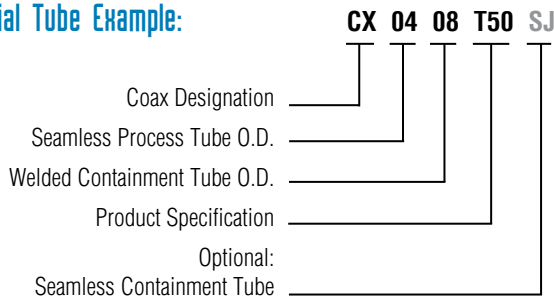 Tube Example:
CX 04 08 T50 SJ
Coax Designation
Seamless Process Tube O.D.
Welded Containment Tube O.D.
Product Specification
Optional:
Seamless Containment Tube